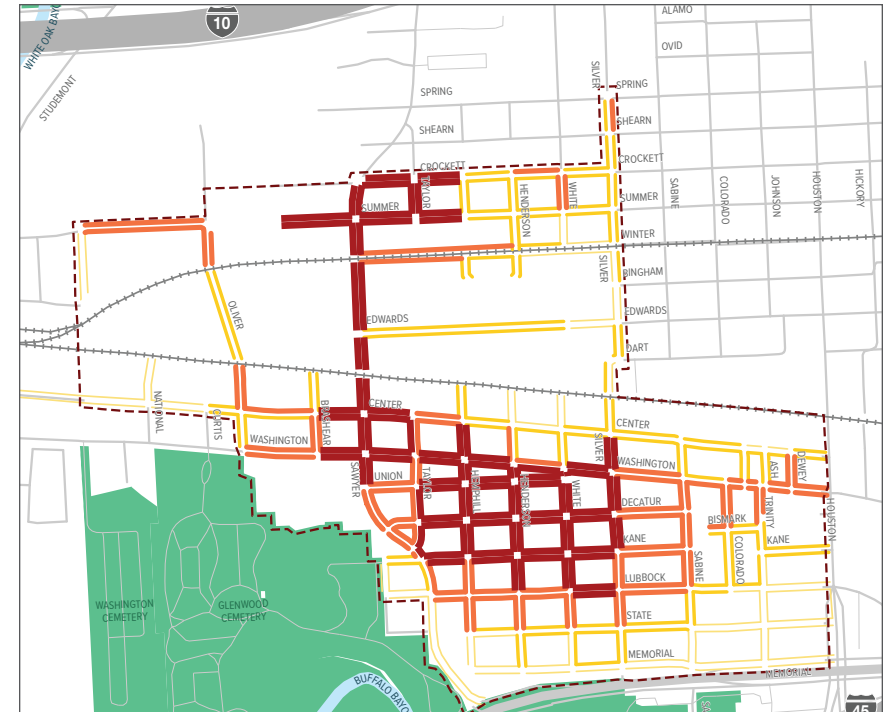 ALAMO
10
WHITE OAK BAYO
OVID
STUDEMONT
SILVER
SPRING
SPRING
SHEARN
SHEARN
CROCKETT
CROCKETT
TAYLOR
HENDERSON
WHITE
SUMMER
SUMMER
SABINE
COLORADO
JOHNSON
HOUSTON
HICKORY
WINTER
SILVER
BINGHAM
OLIVER
EDWARDS
EDWARDS
DART
NATIONAL
CURTIS
BRASHEAR
CENTER
CENTER
WASHINGTON
SILVER
WASHINGTON
ASH
DEWEY
SAWYER
UNION
TAYLOR
HEMPHILL
HENDERSON
WHITE
DECATUR
BISMARK
TRINITY
HOUSTON
KANE
KANE
SABINE
COLORADO
LUBBOCK
WASHINGTON
CEMETERY
GLENWOOD
CEMETERY
STATE
MEMORIAL
MEMORIAL
BUFFALO BAYO
45